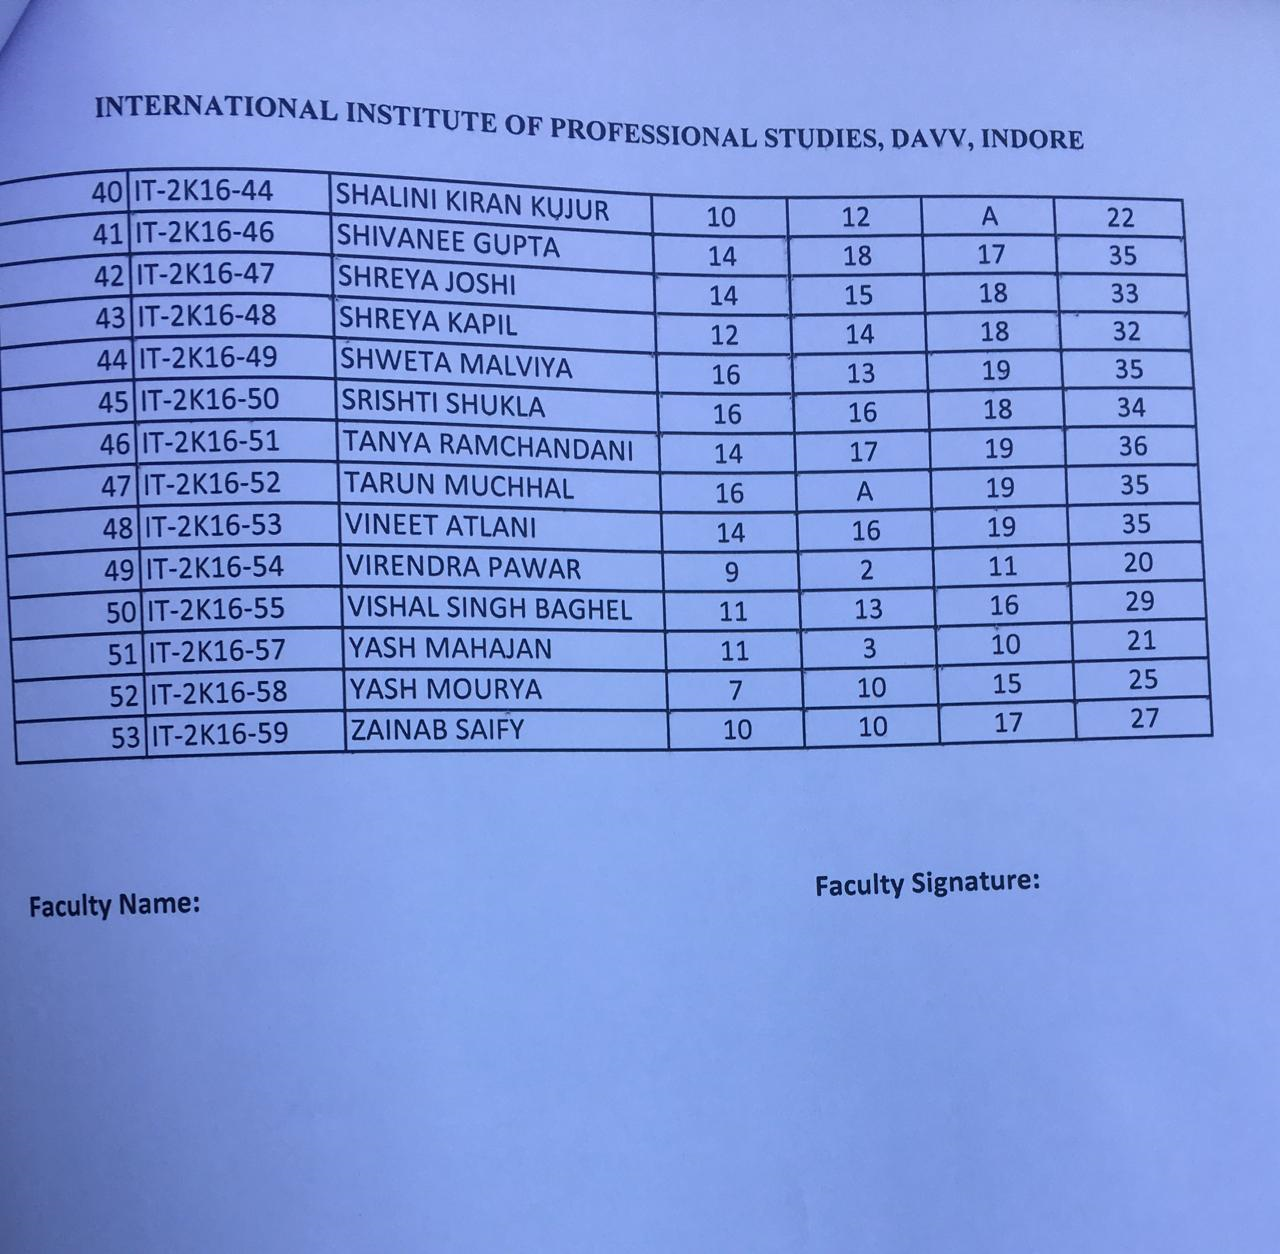 INTERNATIONAL INSTITUTE OF PROFESSIONAL STUDIES, DAVV, INDORE
40 IT-2K16-44 SHALINI KIRAN KUJUR 10 12 A 22
41 IT-2K16-46 SHIVANEE GUPTA 14 18 17 35
42 IT-2K16-47 SHREYA JOSHI 14 15 18 33
43 IT-2K16-48 SHREYA KAPIL 12 14 18 32
44 IT-2K16-49 SHWETA MALVIYA 16 13 19 35
45 IT-2K16-50 SRISHTI SHUKLA 16 16 18 34
46 IT-2K16-51 TANYA RAMCHANDANI 14 17 19 36
47 IT-2K16-52 TARUN MUCHHAL 16 A 19 35
48 IT-2K16-53 VINEET ATLANI 14 16 19 35
49 IT-2K16-54 VIRENDRA PAWAR 9 2 11 20
50 IT-2K16-55 VISHAL SINGH BAGHEL 11 13 16 29
51 IT-2K16-57 YASH MAHAJAN 11 3 10 21
52 IT-2K16-58 YASH MOURYA 7 10 15 25
53 IT-2K16-59 ZAINAB SAIFY 10 10 17 27
Faculty Name: Faculty Signature: